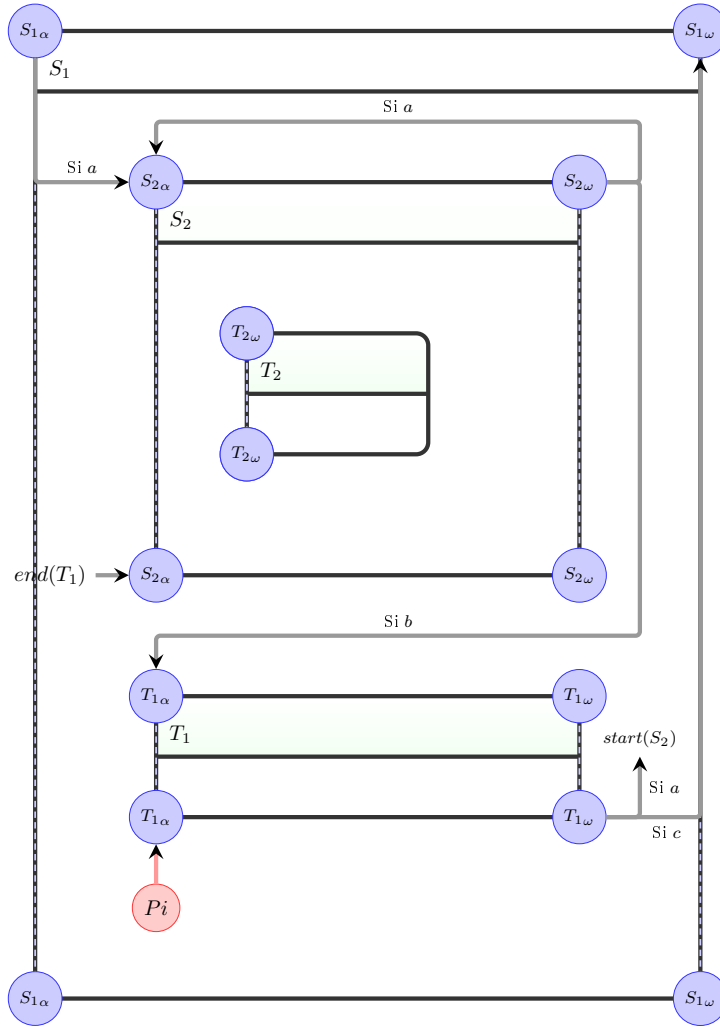 S1α S1ω
S1
Si a
Si a
S2α S2ω
S2
T2ω
T2
T2ω
end(T1) S2α S2ω
Si b
T1α T1ω
T1
start(S2)
Si a
T1α T1ω
Si c
Pi
S1α S1ω